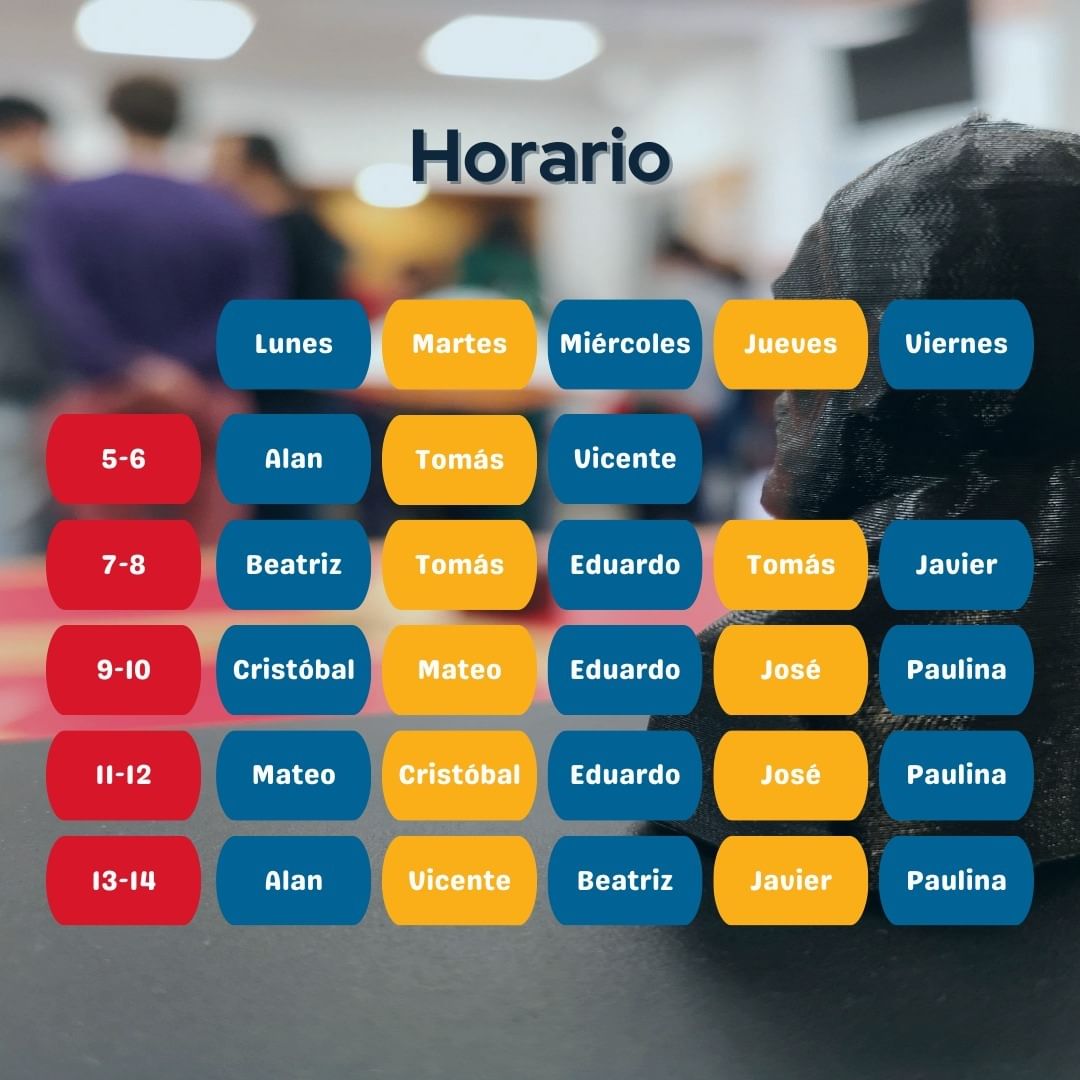 Horario
Lunes Martes Miércoles Jueves Viernes
5-6 Alan Tomás Vicente
7-8 Beatriz Tomás Eduardo Tomás Javier
9-10 Cristóbal Mateo Eduardo José Paulina
11-12 Mateo Cristóbal Eduardo José Paulina
13-14 Alan Vicente Beatriz Javier Paulina